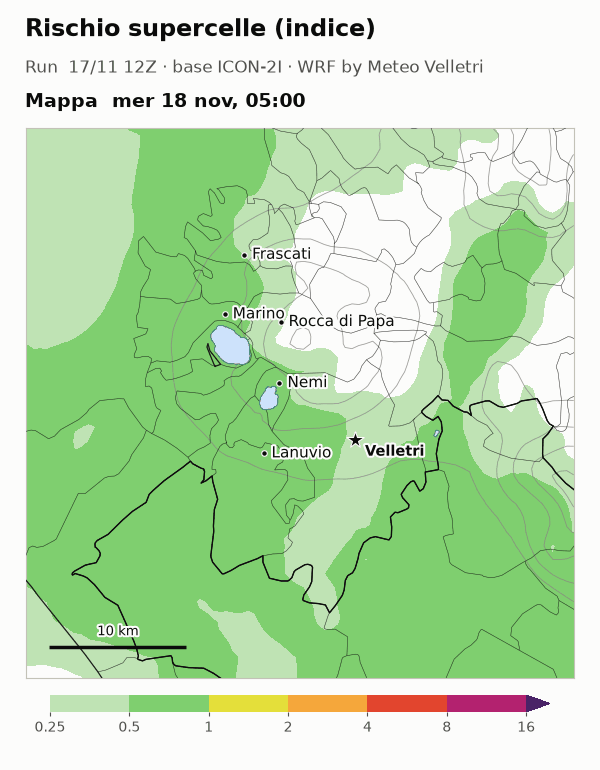 Rischio supercelle (indice)
Run  17/11 12Z · base ICON-2I · WRF by Meteo Velletri
Mappa  mer 18 nov, 05:00
Frascati
Marino
Rocca di Papa
Nemi
Velletri
Lanuvio
10 km
0.25 0.5 1 2 4 8 16